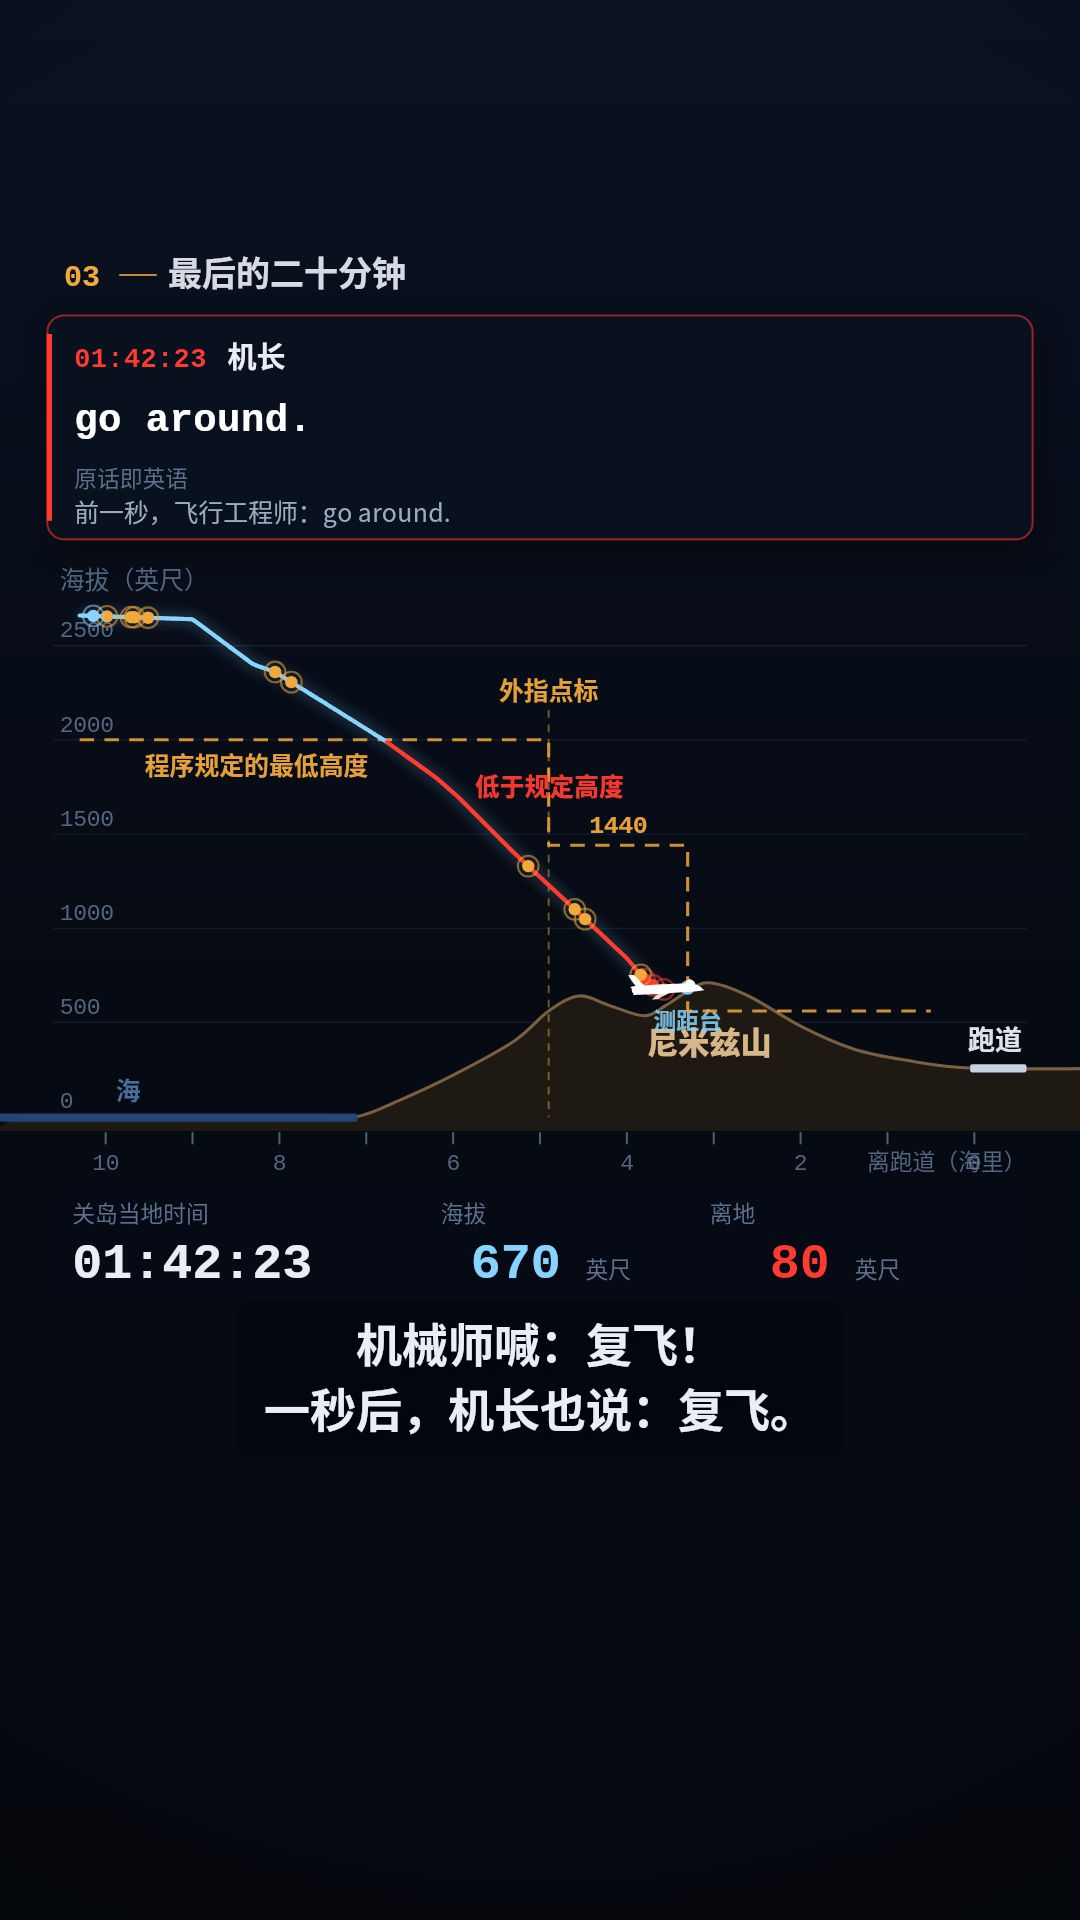 03 — 最后的二十分钟
01:42:23 机长
go around.
原话即英语
前一秒，飞行工程师：go around.
海拔（英尺）
2500
外指点标
2000
程序规定的最低高度
低于规定高度
1500
1440
1000
500
测距台
尼米兹山
跑道
海
0
10 8 6 4 2 0
离跑道（海里）
关岛当地时间 海拔 离地
01:42:23 670 英尺 80 英尺
机械师喊：复飞！
一秒后，机长也说：复飞。